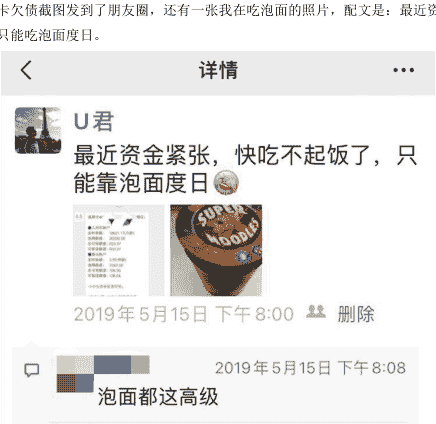 卡欠债截图发到了朋友圈，还有一张我在吃泡面的照片，配文是：最近资
只能吃泡面度日。
详情
U君
最近资金紧张，快吃不起饭了，只
能靠泡面度日
SUPER
NOODLES
2019年5月15日 下午8:00 删除
2019年5月15日 下午8:08
泡面都这高级